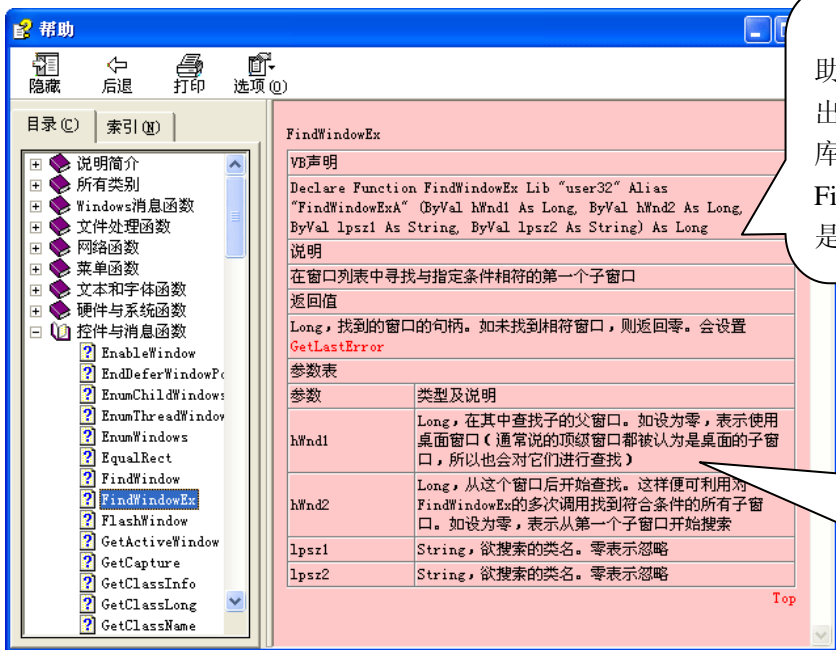 帮助
隐藏
后退
打印
选项(O)
目录(C)
索引(N)
说明简介
所有类别
Windows消息函数
文件处理函数
网络函数
菜单函数
文本和字体函数
硬件与系统函数
控件与消息函数
EnableWindow
EndDeferWindowPo
EnumChildWindows
EnumThreadWindow
EnumWindows
EqualRect
FindWindow
FindWindowEx
FlashWindow
GetActiveWindow
GetCapture
GetClassInfo
GetClassLong
GetClassName
FindWindowEx
VB声明
Declare Function FindWindowEx Lib "user32" Alias
"FindWindowExA" (ByVal hWnd1 As Long, ByVal hWnd2 As Long,
ByVal lpsz1 As String, ByVal lpsz2 As String) As Long
说明
在窗口列表中寻找与指定条件相符的第一个子窗口
返回值
Long，找到的窗口的句柄。如未找到相符窗口，则返回零。会设置
GetLastError
参数表
参数 类型及说明
hWnd1 Long，在其中查找子的父窗口。如设为零，表示使用
桌面窗口（通常说的顶级窗口都被认为是桌面的子窗
口，所以也会对它们进行查找）
hWnd2 Long，从这个窗口后开始查找。这样便可利用对
FindWindowEx的多次调用找到符合条件的所有子窗
口。如设为零，表示从第一个子窗口开始搜索
lpsz1 String，欲搜索的类名。零表示忽略
lpsz2 String，欲搜索的类名。零表示忽略
Top
助
出
库
Fi
是